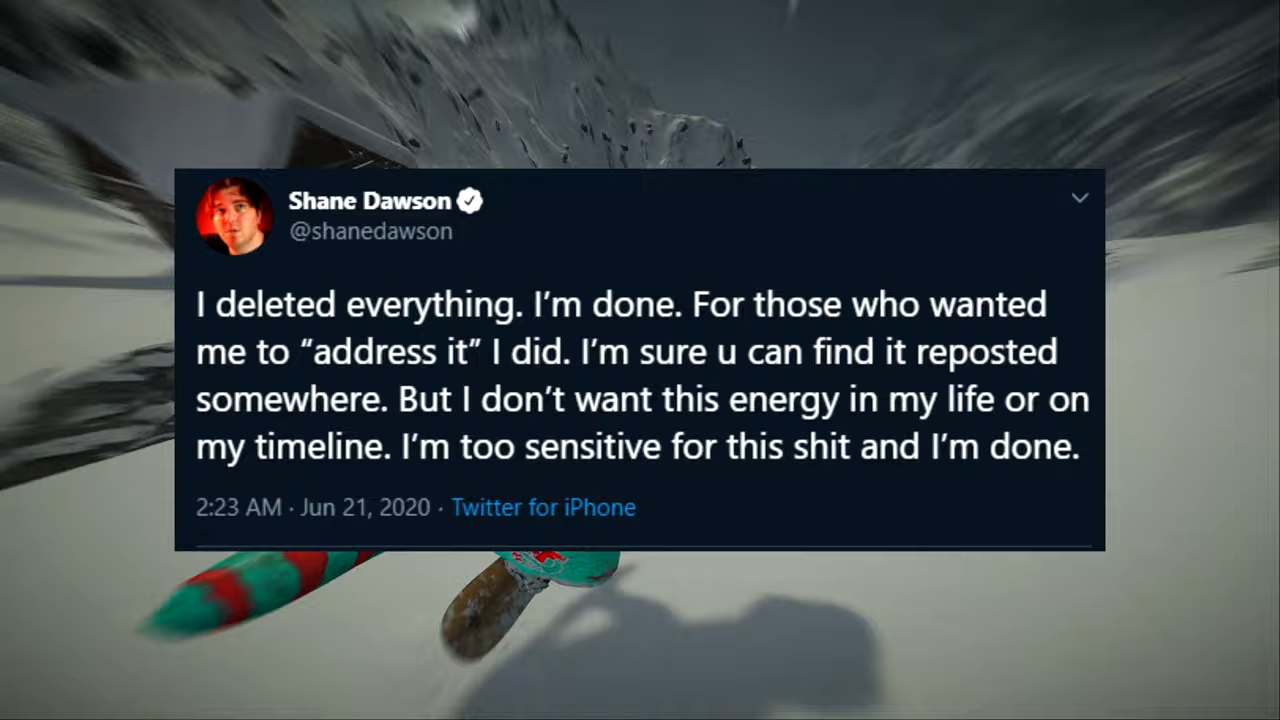 Shane Dawson
@shanedawson
I deleted everything. I’m done. For those who wanted
me to “address it” I did. I’m sure u can find it reposted
somewhere. But I don’t want this energy in my life or on
my timeline. I’m too sensitive for this shit and I’m done.
2:23 AM · Jun 21, 2020 · Twitter for iPhone